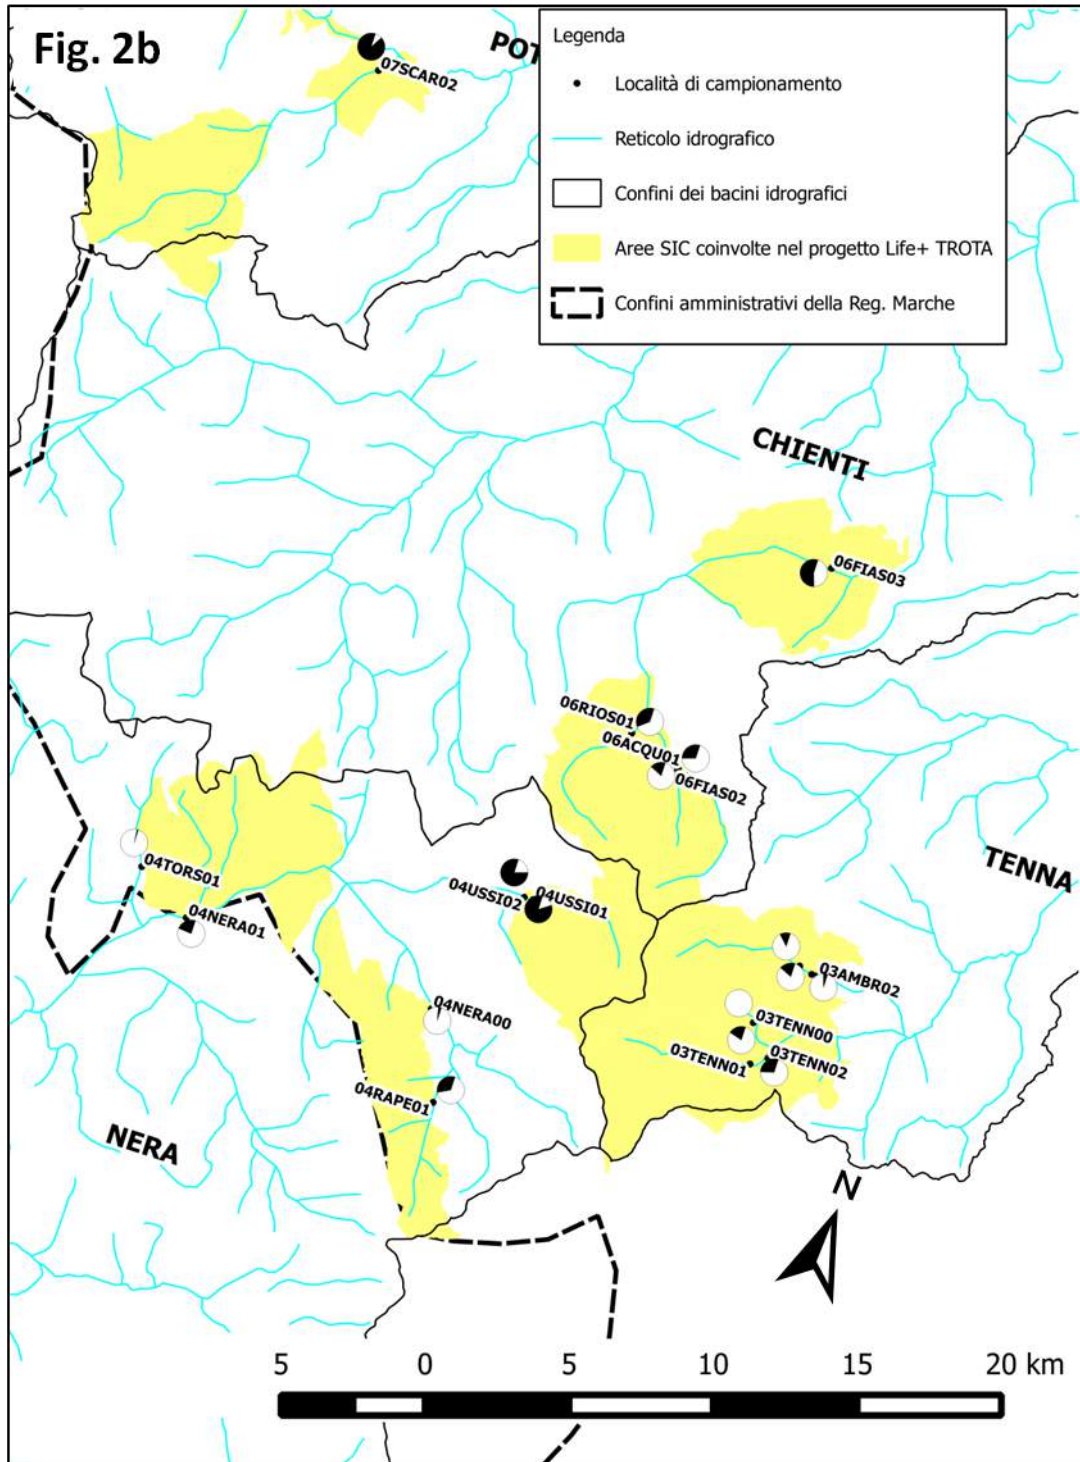 Fig. 2b
POT
07SCAR02
Legenda
Località di campionamento
Reticolo idrografico
Confini dei bacini idrografici
Aree SIC coinvolte nel progetto Life+ TROTA
Confini amministrativi della Reg. Marche
CHIENTI
06FIAS03
06RIOS01
06ACQU01
06FIAS02
TENNA
04TORS01
04USSI02
04USSI01
04NERA01
03AMBR02
04NERA00
03TENN00
03TENN01
03TENN02
04RAPE01
NERA
N
5 0 5 10 15 20 km